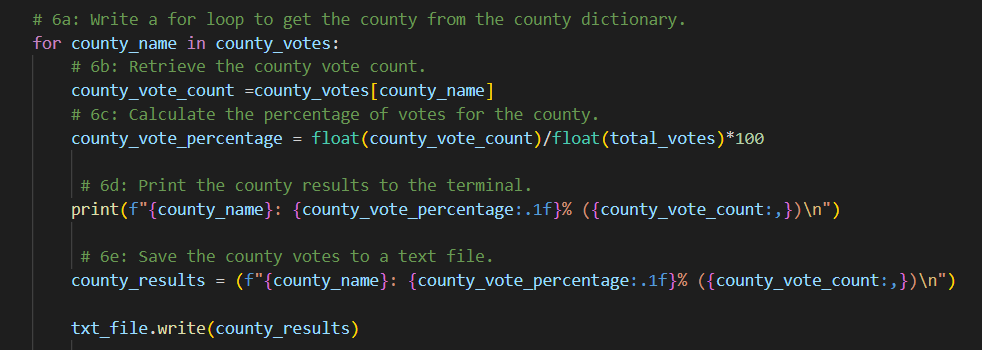 # 6a: Write a for loop to get the county from the county dictionary.
for county_name in county_votes:
# 6b: Retrieve the county vote count.
county_vote_count =county_votes[county_name]
# 6c: Calculate the percentage of votes for the county.
county_vote_percentage = float(county_vote_count)/float(total_votes)*100
# 6d: Print the county results to the terminal.
print(f"{county_name}: {county_vote_percentage:.1f}% ({county_vote_count:,})\n")
# 6e: Save the county votes to a text file.
county_results = (f"{county_name}: {county_vote_percentage:.1f}% ({county_vote_count:,})\n")
txt_file.write(county_results)